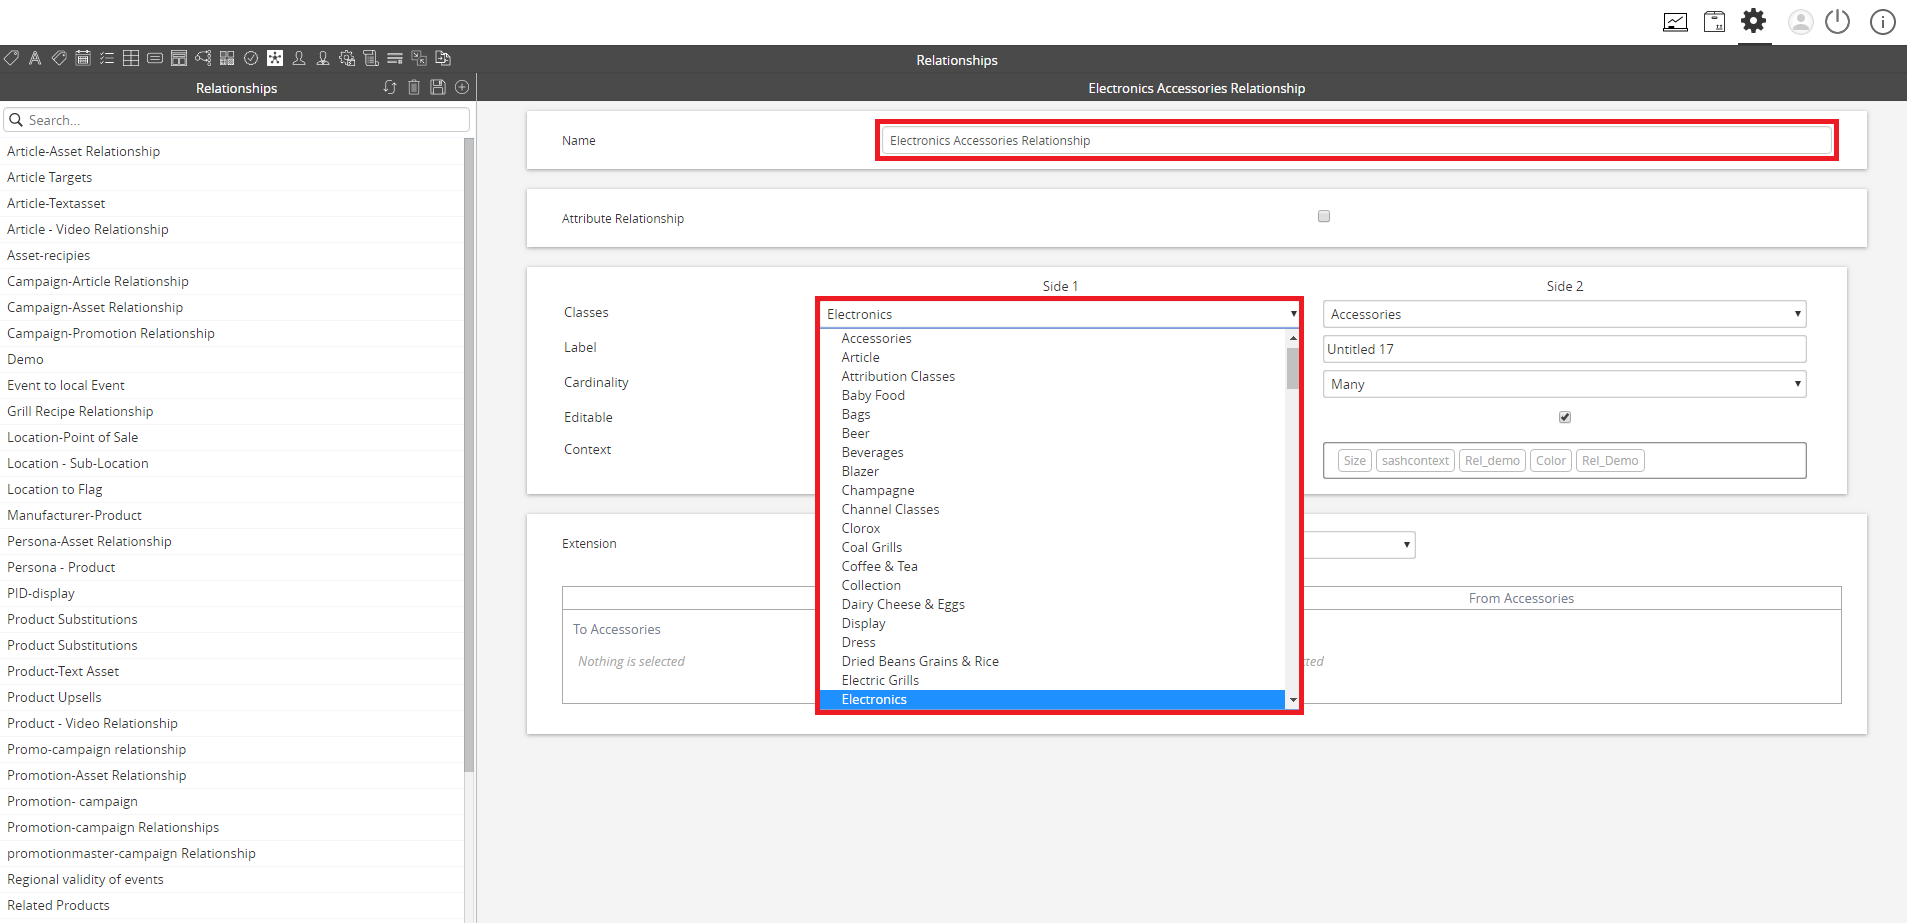 Relationships
Relationships
Electronics Accessories Relationship
Search...
Article-Asset Relationship
Article Targets
Article-Textasset
Article - Video Relationship
Asset-recipies
Campaign-Article Relationship
Campaign-Asset Relationship
Campaign-Promotion Relationship
Demo
Event to local Event
Grill Recipe Relationship
Location-Point of Sale
Location - Sub-Location
Location to Flag
Manufacturer-Product
Persona-Asset Relationship
Persona - Product
PID-display
Product Substitutions
Product Substitutions
Product-Text Asset
Product Upsells
Product - Video Relationship
Promo-campaign relationship
Promotion-Asset Relationship
Promotion- campaign
Promotion-campaign Relationships
promotionmaster-campaign Relationship
Regional validity of events
Related Products
Name
Electronics Accessories Relationship
Attribute Relationship
Side 1
Side 2
Classes
Electronics
Accessories
Label
Untitled 17
Cardinality
Many
Editable
Context
Size sashcontext Rel_demo Color Rel_Demo
Accessories
Article
Attribution Classes
Baby Food
Bags
Beer
Beverages
Blazer
Champagne
Channel Classes
Clorox
Coal Grills
Coffee & Tea
Collection
Dairy Cheese & Eggs
Display
Dress
Dried Beans Grains & Rice
Electric Grills
Electronics
Extension
From Accessories
To Accessories
Nothing is selected